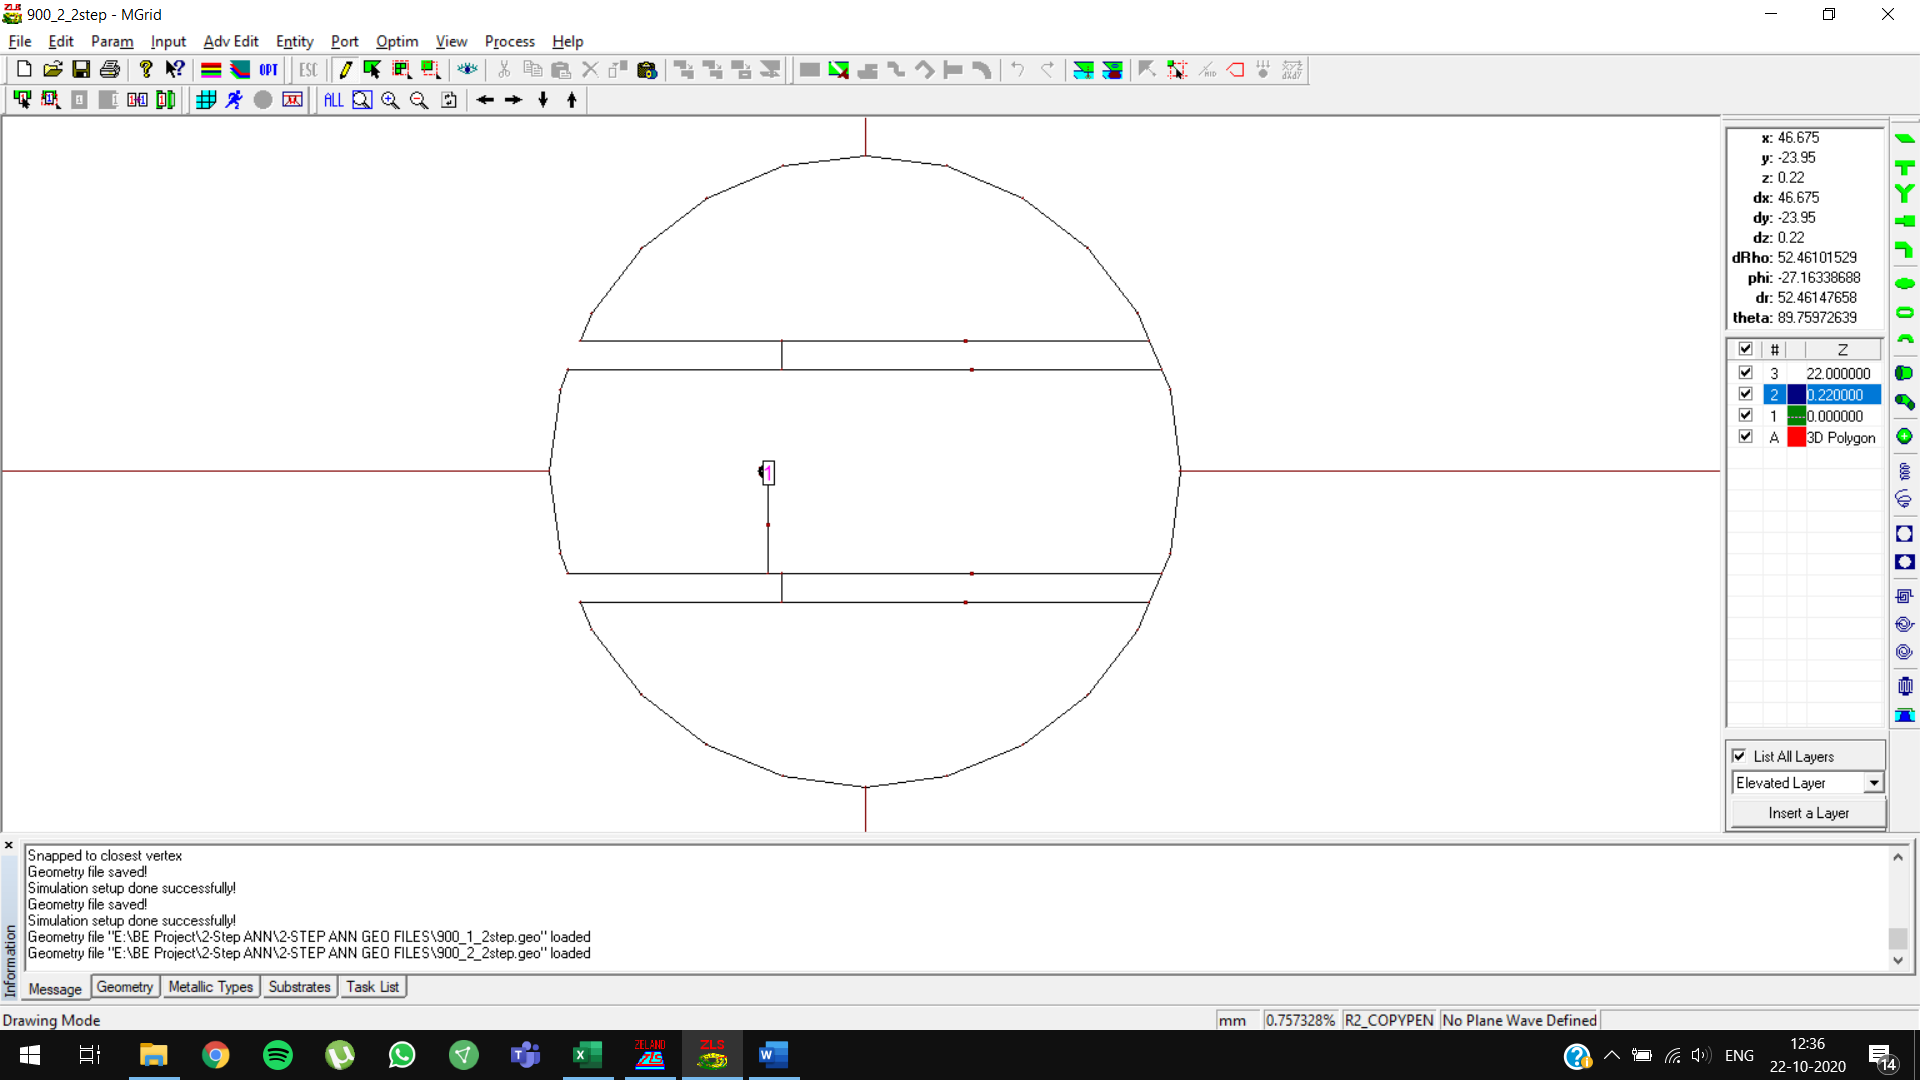 900_2_2step - MGrid
File Edit Param Input Adv Edit Entity Port Optim View Process Help
OPT ESC
ALL
1
x: 46.675
y: -23.95
z: 0.22
dx: 46.675
dy: -23.95
dz: 0.22
dRho: 52.46101529
phi: -27.16338688
dr: 52.46147658
theta: 89.75972639
# Z
3 22.000000
2 0.220000
1 0.000000
A 3D Polygon
List All Layers
Elevated Layer
Insert a Layer
Snapped to closest vertex
Geometry file saved!
Simulation setup done successfully!
Geometry file saved!
Simulation setup done successfully!
Geometry file "E:\BE Project\2-Step ANN\2-STEP ANN GEO FILES\900_1_2step.geo" loaded
Geometry file "E:\BE Project\2-Step ANN\2-STEP ANN GEO FILES\900_2_2step.geo" loaded
Information
Message Geometry Metallic Types Substrates Task List
Drawing Mode
mm 0.757328% R2_COPYPEN No Plane Wave Defined
ZELAND ZLS
ENG
12:36
22-10-2020
14